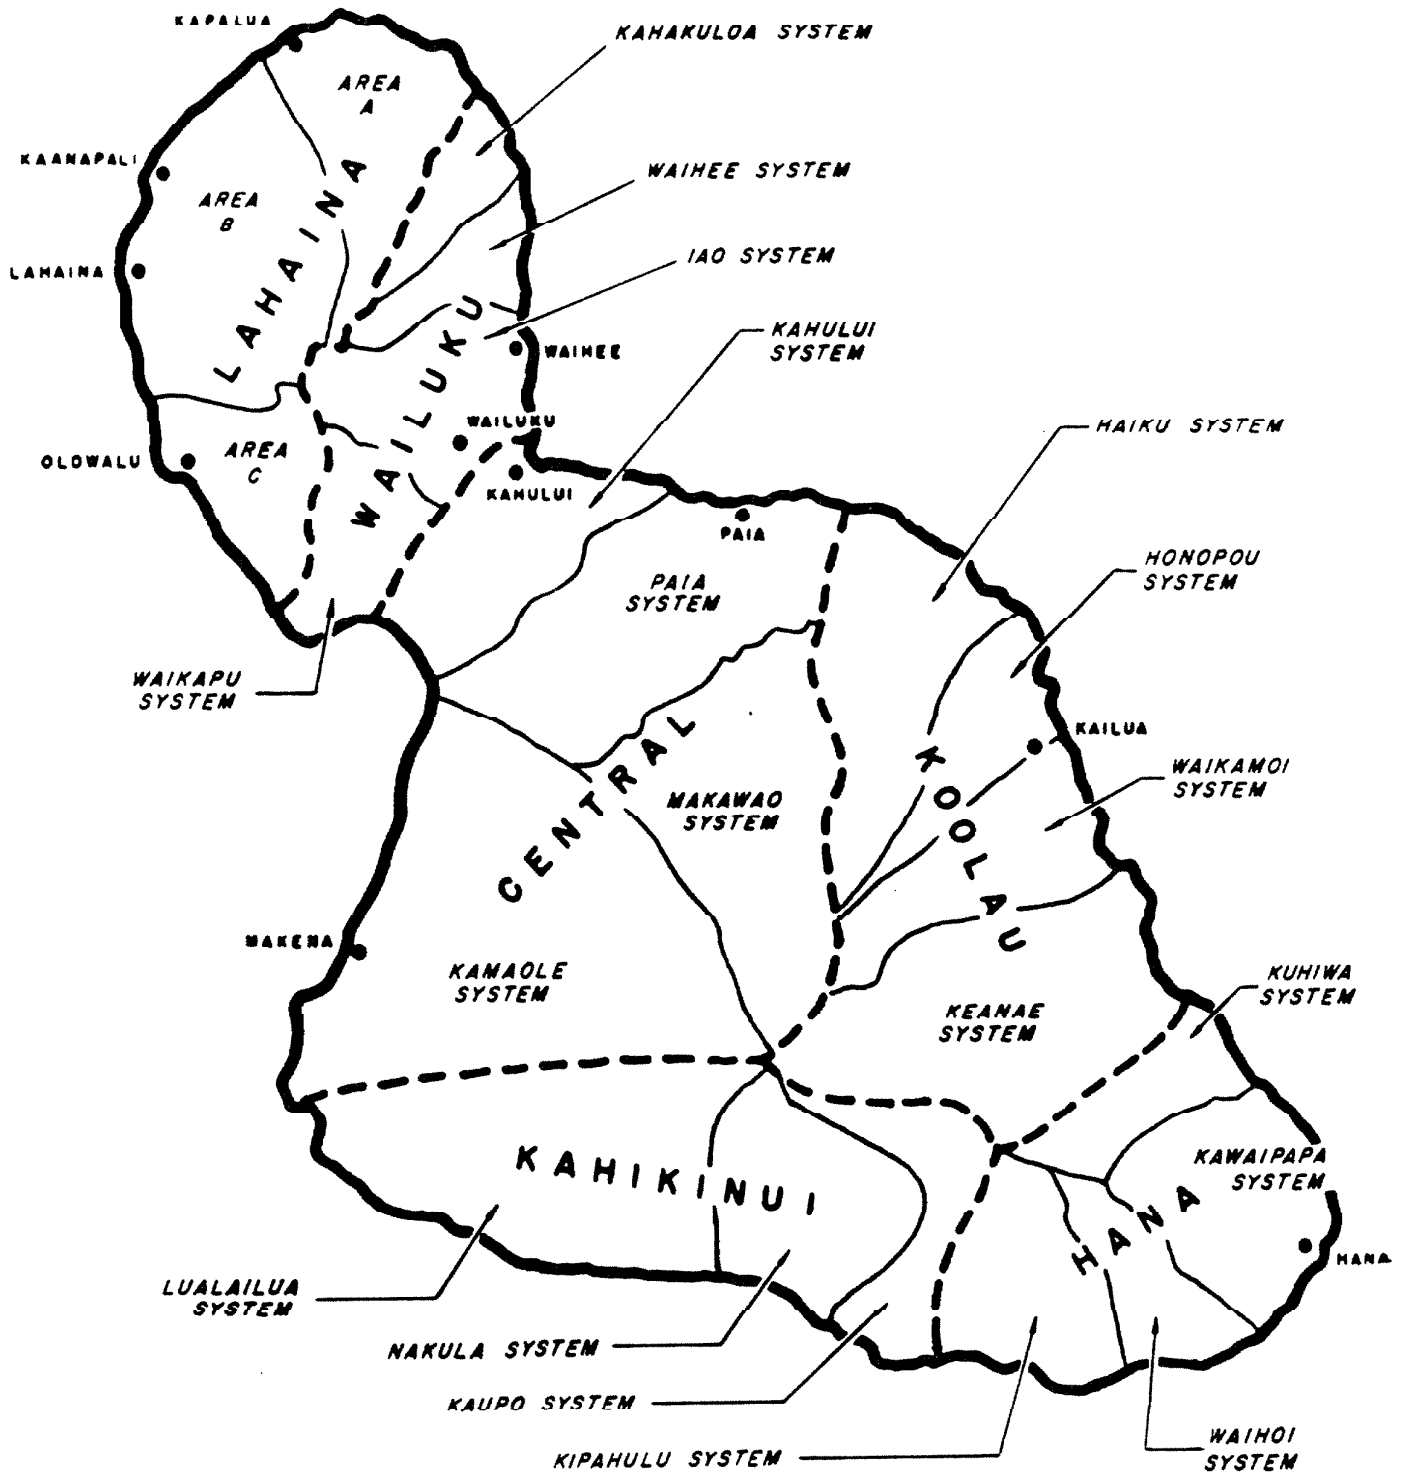 KAPALUA
KAHAKULOA SYSTEM
AREA
A
KAANAPALI
WAIHEE SYSTEM
AREA
B
LAHAINA
IAO SYSTEM
LAHAINA
KAHULUI
SYSTEM
WAIHEE
WAILUKU
WAILUKU
HAIKU SYSTEM
AREA
C
OLOWALU
KAHULUI
PAIA
HONOPOU
SYSTEM
PAIA
SYSTEM
WAIKAPU
SYSTEM
KAILUA
CENTRAL
KOOLAU
WAIKAMOI
SYSTEM
MAKAWAO
SYSTEM
MAKENA
KAMAOLE
SYSTEM
KUHIWA
SYSTEM
KEANAE
SYSTEM
KAHIKINUI
KAWAIPAPA
SYSTEM
HANA
HANA
LUALAILUA
SYSTEM
NAKULA SYSTEM
KAUPO SYSTEM
KIPAHULU SYSTEM
WAIHOI
SYSTEM